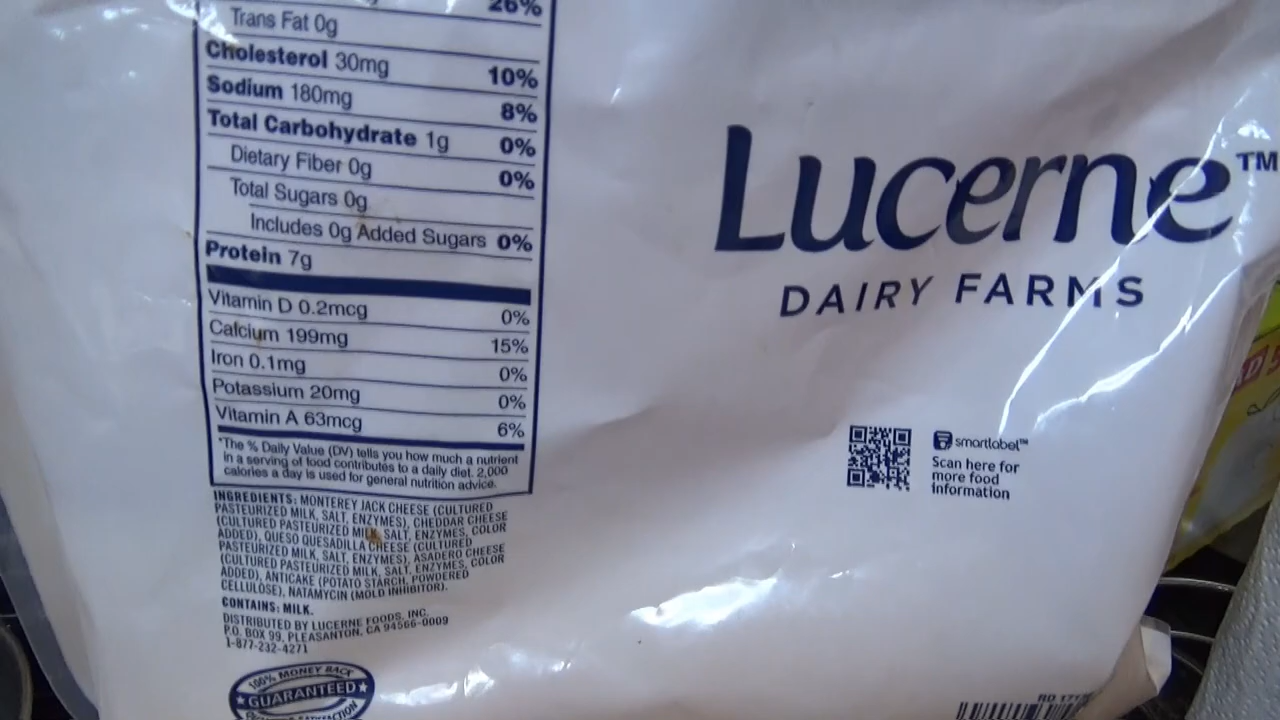 26%
Trans Fat 0g
Cholesterol 30mg 10%
Sodium 180mg 8%
Total Carbohydrate 1g 0%
Dietary Fiber 0g 0%
Total Sugars 0g
Includes 0g Added Sugars 0%
Protein 7g
Vitamin D 0.2mcg 0%
Calcium 199mg 15%
Iron 0.1mg 0%
Potassium 20mg 0%
Vitamin A 63mcg 6%
*The % Daily Value (DV) tells you how much a nutrient
in a serving of food contributes to a daily diet. 2,000
calories a day is used for general nutrition advice.
INGREDIENTS: MONTEREY JACK CHEESE (CULTURED
PASTEURIZED MILK, SALT, ENZYMES), CHEDDAR CHEESE
(CULTURED PASTEURIZED MILK, SALT, ENZYMES, COLOR
ADDED), QUESO QUESADILLA CHEESE (CULTURED
PASTEURIZED MILK, SALT, ENZYMES), ASADERO CHEESE
(CULTURED PASTEURIZED MILK, SALT, ENZYMES, COLOR
ADDED), ANTICAKE (POTATO STARCH, POWDERED
CELLULOSE), NATAMYCIN (MOLD INHIBITOR).
CONTAINS: MILK.
DISTRIBUTED BY LUCERNE FOODS, INC.
P.O. BOX 99, PLEASANTON, CA 94566-0009
1-877-232-4271
100% MONEY BACK
GUARANTEED
Lucerne™
DAIRY FARMS
smartlabel™
Scan here for
more food
information